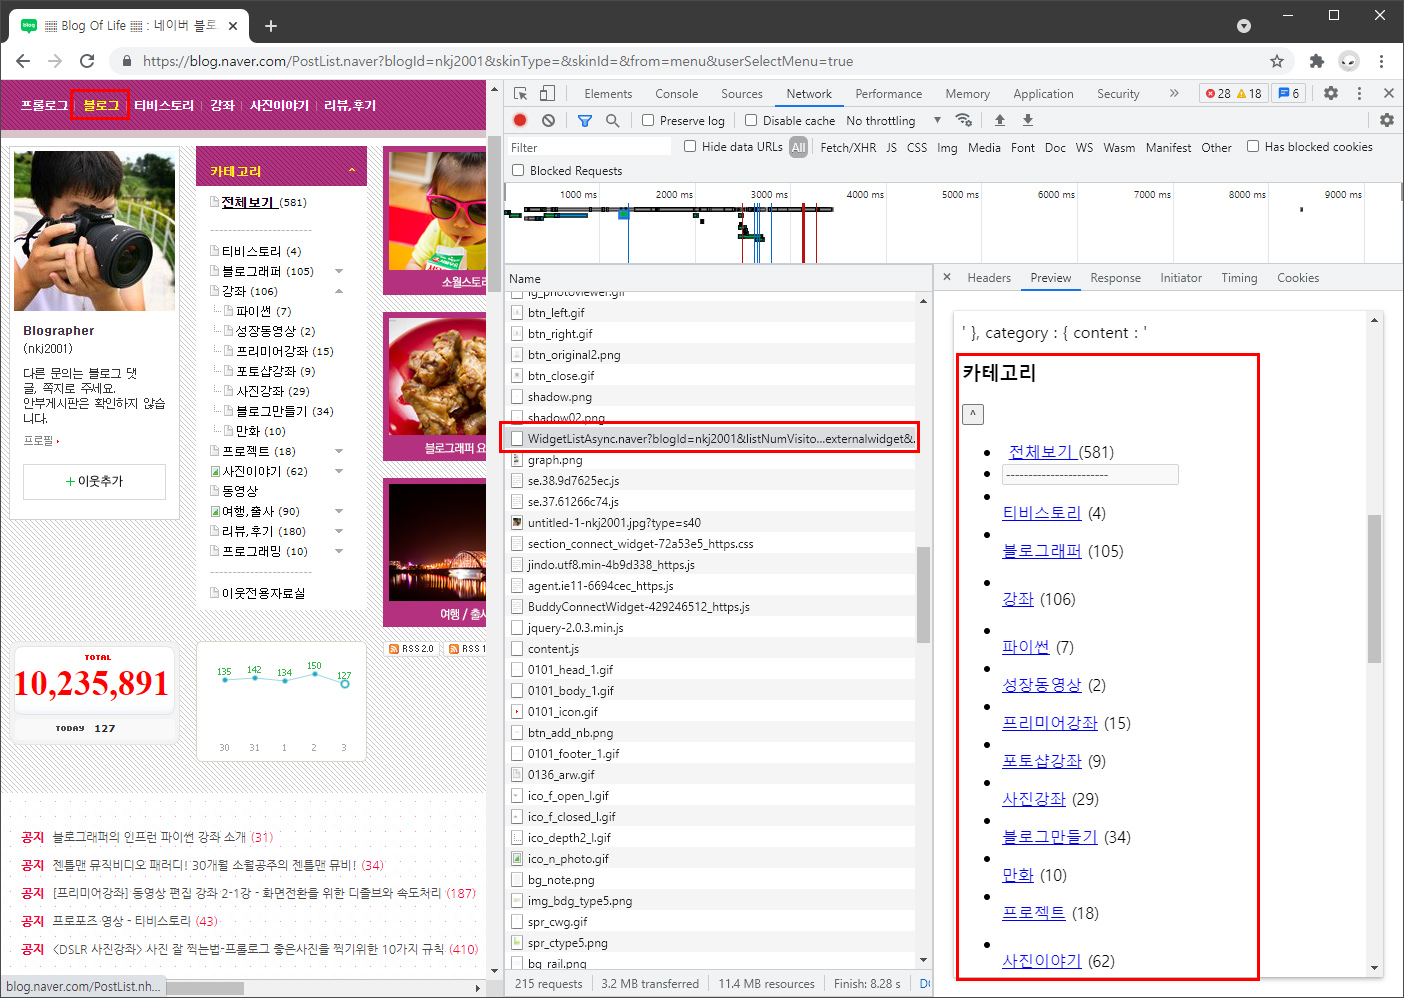 Blog Of Life : 네이버 블로
https://blog.naver.com/PostList.naver?blogId=nkj2001&skinType=&skinId=&from=menu&userSelectMenu=true
프롤로그 블로그 티비스토리 강좌 사진이야기 리뷰,후기
Blographer
(nkj2001)
다른 문의는 블로그 댓
글, 쪽지로 주세요.
안부게시판은 확인하지 않습
니다.
프로필
+ 이웃추가
카테고리
전체보기 (581)
티비스토리 (4)
블로그래퍼 (105)
강좌 (106)
파이썬 (7)
성장동영상 (2)
프리미어강좌 (15)
포토샵강좌 (9)
사진강좌 (29)
블로그만들기 (34)
만화 (10)
프로젝트 (18)
사진이야기 (62)
동영상
여행,출사 (90)
리뷰,후기 (180)
프로그래밍 (10)
이웃전용자료실
소월스토리
블로그래퍼 요
여행 / 출사
RSS 2.0 RSS 1
TOTAL
10,235,891
TODAY 127
135 142 134 150 127
30 31 1 2 3
공지 블로그래퍼의 인프런 파이썬 강좌 소개 (31)
공지 젠틀맨 뮤직비디오 패러디! 30개월 소월공주의 젠틀맨 뮤비! (34)
공지 [프리미어강좌] 동영상 편집 강좌 2-1강 - 화면전환을 위한 디졸브와 속도처리 (187)
공지 프로포즈 영상 - 티비스토리 (43)
공지 <DSLR 사진강좌> 사진 잘 찍는법-프롤로그 좋은사진을 찍기위한 10가지 규칙 (410)
blog.naver.com/PostList.nh...
Elements Console Sources Network Performance Memory Application Security » 28 18 6
Preserve log Disable cache No throttling
Filter Hide data URLs All Fetch/XHR JS CSS Img Media Font Doc WS Wasm Manifest Other Has blocked cookies
Blocked Requests
1000 ms 2000 ms 3000 ms 4000 ms 5000 ms 6000 ms 7000 ms 8000 ms 9000 ms
Name
ig_photoviewer.gif
btn_left.gif
btn_right.gif
btn_original2.png
btn_close.gif
shadow.png
shadow02.png
WidgetListAsync.naver?blogId=nkj2001&listNumVisito...externalwidget&..
graph.png
se.38.9d7625ec.js
se.37.61266c74.js
untitled-1-nkj2001.jpg?type=s40
section_connect_widget-72a53e5_https.css
jindo.utf8.min-4b9d338_https.js
agent.ie11-6694cec_https.js
BuddyConnectWidget-429246512_https.js
jquery-2.0.3.min.js
content.js
0101_head_1.gif
0101_body_1.gif
0101_icon.gif
btn_add_nb.png
0101_footer_1.gif
0136_arw.gif
ico_f_open_l.gif
ico_f_closed_l.gif
ico_depth2_l.gif
ico_n_photo.gif
bg_note.png
img_bdg_type5.png
spr_cwg.gif
spr_ctype5.png
bg_rail.png
215 requests 3.2 MB transferred 11.4 MB resources Finish: 8.28 s DO
× Headers Preview Response Initiator Timing Cookies
' }, category : { content : '
카테고리
^
전체보기 (581)
-----------------------
티비스토리 (4)
블로그래퍼 (105)
강좌 (106)
파이썬 (7)
성장동영상 (2)
프리미어강좌 (15)
포토샵강좌 (9)
사진강좌 (29)
블로그만들기 (34)
만화 (10)
프로젝트 (18)
사진이야기 (62)